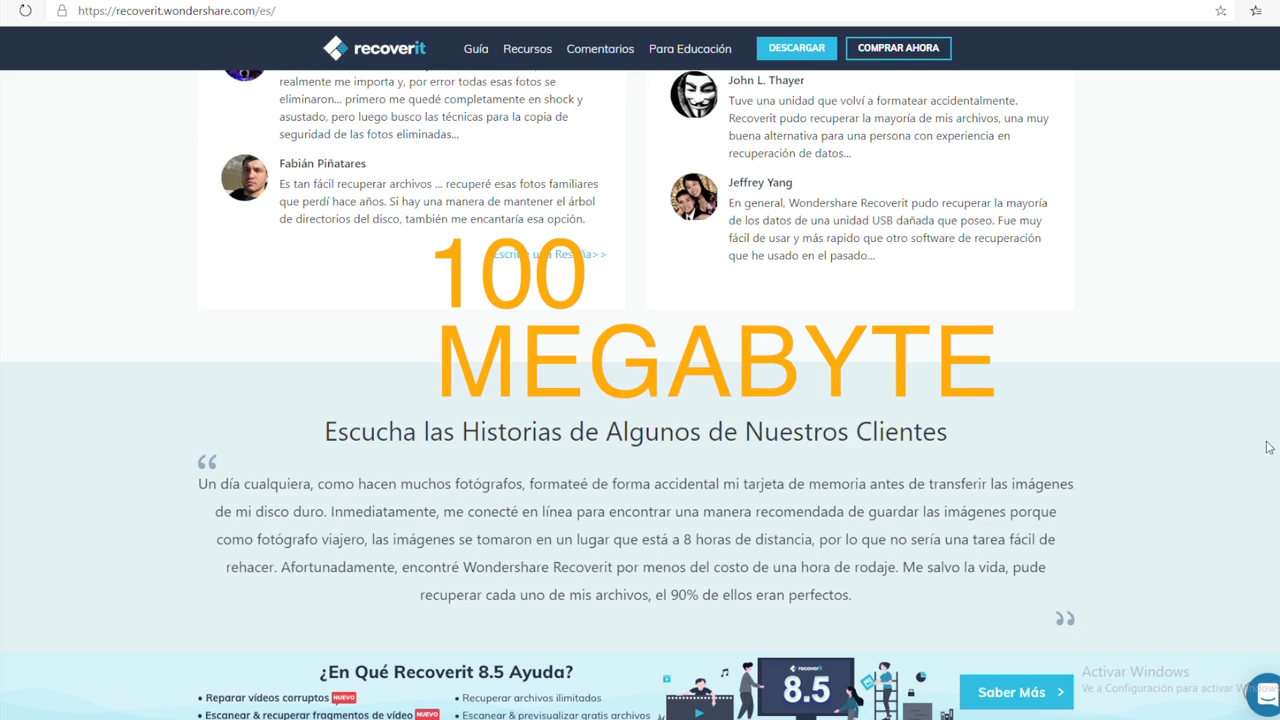 https://recoverit.wondershare.com/es/
recoverit
Guía
Recursos
Comentarios
Para Educación
DESCARGAR
COMPRAR AHORA
realmente me importa y, por error todas esas fotos se
eliminaron... primero me quedé completamente en shock y
asustado, pero luego busco las técnicas para la copia de
seguridad de las fotos eliminadas...
Fabián Piñatares
Es tan fácil recuperar archivos ... recuperé esas fotos familiares
que perdí hace años. Si hay una manera de mantener el árbol
de directorios del disco, también me encantaría esa opción.
Escribe una Reseña>>
John L. Thayer
Tuve una unidad que volví a formatear accidentalmente.
Recoverit pudo recuperar la mayoría de mis archivos, una muy
buena alternativa para una persona con experiencia en
recuperación de datos...
Jeffrey Yang
En general, Wondershare Recoverit pudo recuperar la mayoría
de los datos de una unidad USB dañada que poseo. Fue muy
fácil de usar y más rapido que otro software de recuperación
que he usado en el pasado...
100
MEGABYTE
Escucha las Historias de Algunos de Nuestros Clientes
“
Un día cualquiera, como hacen muchos fotógrafos, formateé de forma accidental mi tarjeta de memoria antes de transferir las imágenes
de mi disco duro. Inmediatamente, me conecté en línea para encontrar una manera recomendada de guardar las imágenes porque
como fotógrafo viajero, las imágenes se tomaron en un lugar que está a 8 horas de distancia, por lo que no sería una tarea fácil de
rehacer. Afortunadamente, encontré Wondershare Recoverit por menos del costo de una hora de rodaje. Me salvo la vida, pude
recuperar cada uno de mis archivos, el 90% de ellos eran perfectos.
”
¿En Qué Recoverit 8.5 Ayuda?
• Reparar vídeos corruptos NUEVO
• Escanear & recuperar fragmentos de vídeo NUEVO
• Recuperar archivos ilimitados
• Escanear & previsualizar gratis archivos
recoverit
8.5
Saber Más >
Activar Windows
Ve a Configuración para activar Windows